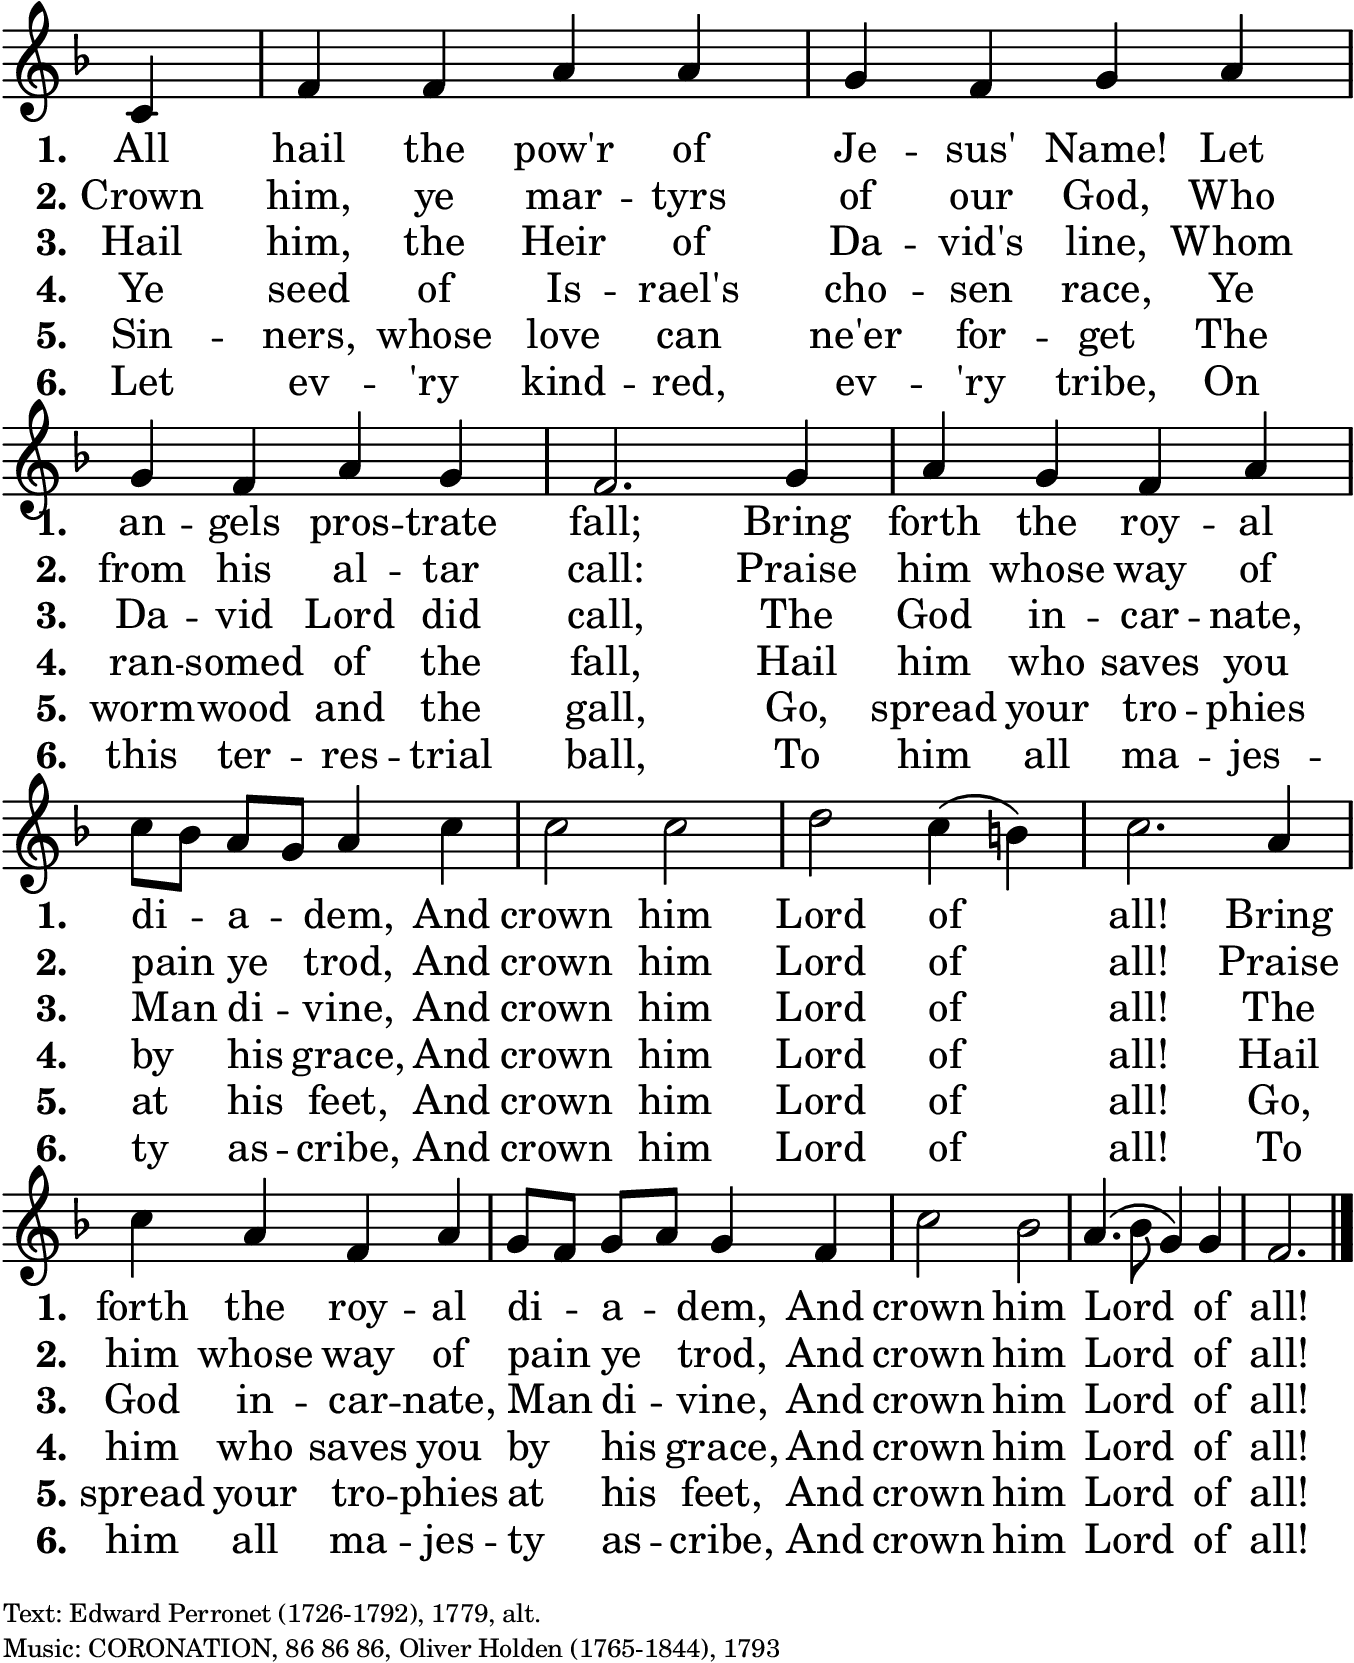 1. All hail the pow'r of Je - sus' Name! Let
2. Crown him, ye mar - tyrs of our God, Who
3. Hail him, the Heir of Da - vid's line, Whom
4. Ye seed of Is - rael's cho - sen race, Ye
5. Sin - ners, whose love can ne'er for - get The
6. Let ev - 'ry kind - red, ev - 'ry tribe, On
1. an - gels pros - trate fall; Bring forth the roy - al
2. from his al - tar call: Praise him whose way of
3. Da - vid Lord did call, The God in - car - nate,
4. ran - somed of the fall, Hail him who saves you
5. wormwood and the gall, Go, spread your tro - phies
6. this ter - res - trial ball, To him all ma - jes -
1. di - a - dem, And crown him Lord of all! Bring
2. pain ye trod, And crown him Lord of all! Praise
3. Man di - vine, And crown him Lord of all! The
4. by his grace, And crown him Lord of all! Hail
5. at his feet, And crown him Lord of all! Go,
6. ty as - cribe, And crown him Lord of all! To
1. forth the roy - al di - a - dem, And crown him Lord of all!
2. him whose way of pain ye trod, And crown him Lord of all!
3. God in - car - nate, Man di - vine, And crown him Lord of all!
4. him who saves you by his grace, And crown him Lord of all!
5. spread your tro - phies at his feet, And crown him Lord of all!
6. him all ma - jes - ty as - cribe, And crown him Lord of all!
Text: Edward Perronet (1726-1792), 1779, alt.
Music: CORONATION, 86 86 86, Oliver Holden (1765-1844), 1793